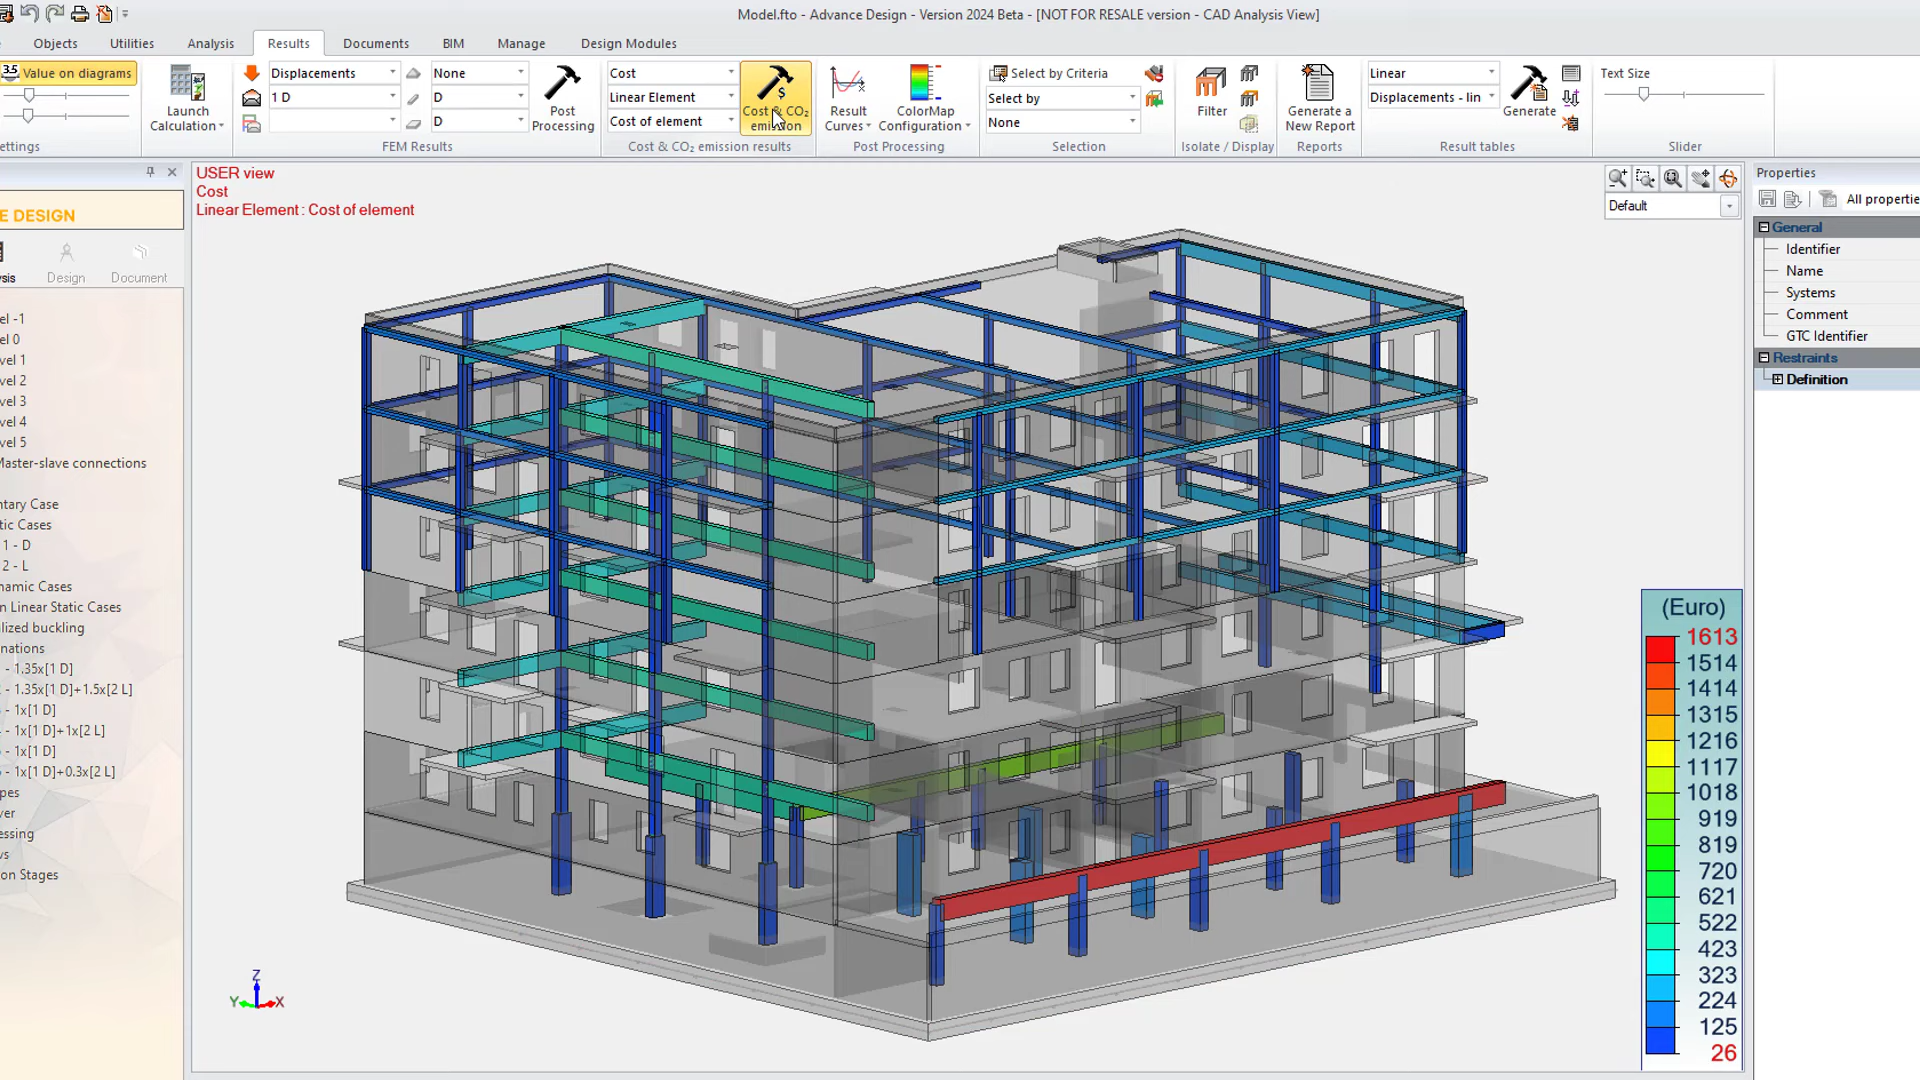 Model.fto - Advance Design - Version 2024 Beta - [NOT FOR RESALE version - CAD Analysis View]
Objects Utilities Analysis Results Documents BIM Manage Design Modules
3.5 Value on diagrams
Launch Calculation
Displacements None
1 D D
D
Post Processing
FEM Results
Cost
Linear Element
Cost of element
Cost & CO₂ emission
Cost & CO₂ emission results
Result Curves
ColorMap Configuration
Post Processing
Select by Criteria
Select by
None
Selection
Filter
Isolate / Display
Generate a New Report
Reports
Linear
Displacements - lin
Generate
Result tables
Text Size
Slider
ettings
USER view
Cost
Linear Element : Cost of element
Default
E DESIGN
sis Design Document
el -1
el 0
vel 1
vel 2
vel 3
vel 4
vel 5
Master-slave connections
ntary Case
tic Cases
1 - D
2 - L
namic Cases
n Linear Static Cases
alized buckling
nations
- 1.35x[1 D]
- 1.35x[1 D]+1.5x[2 L]
- 1x[1 D]
- 1x[1 D]+1x[2 L]
- 1x[1 D]
- 1x[1 D]+0.3x[2 L]
pes
ver
essing
vs
on Stages
Z
Y X
(Euro)
1613
1514
1414
1315
1216
1117
1018
919
819
720
621
522
423
323
224
125
26
Properties
All propertie
General
Identifier
Name
Systems
Comment
GTC Identifier
Restraints
Definition